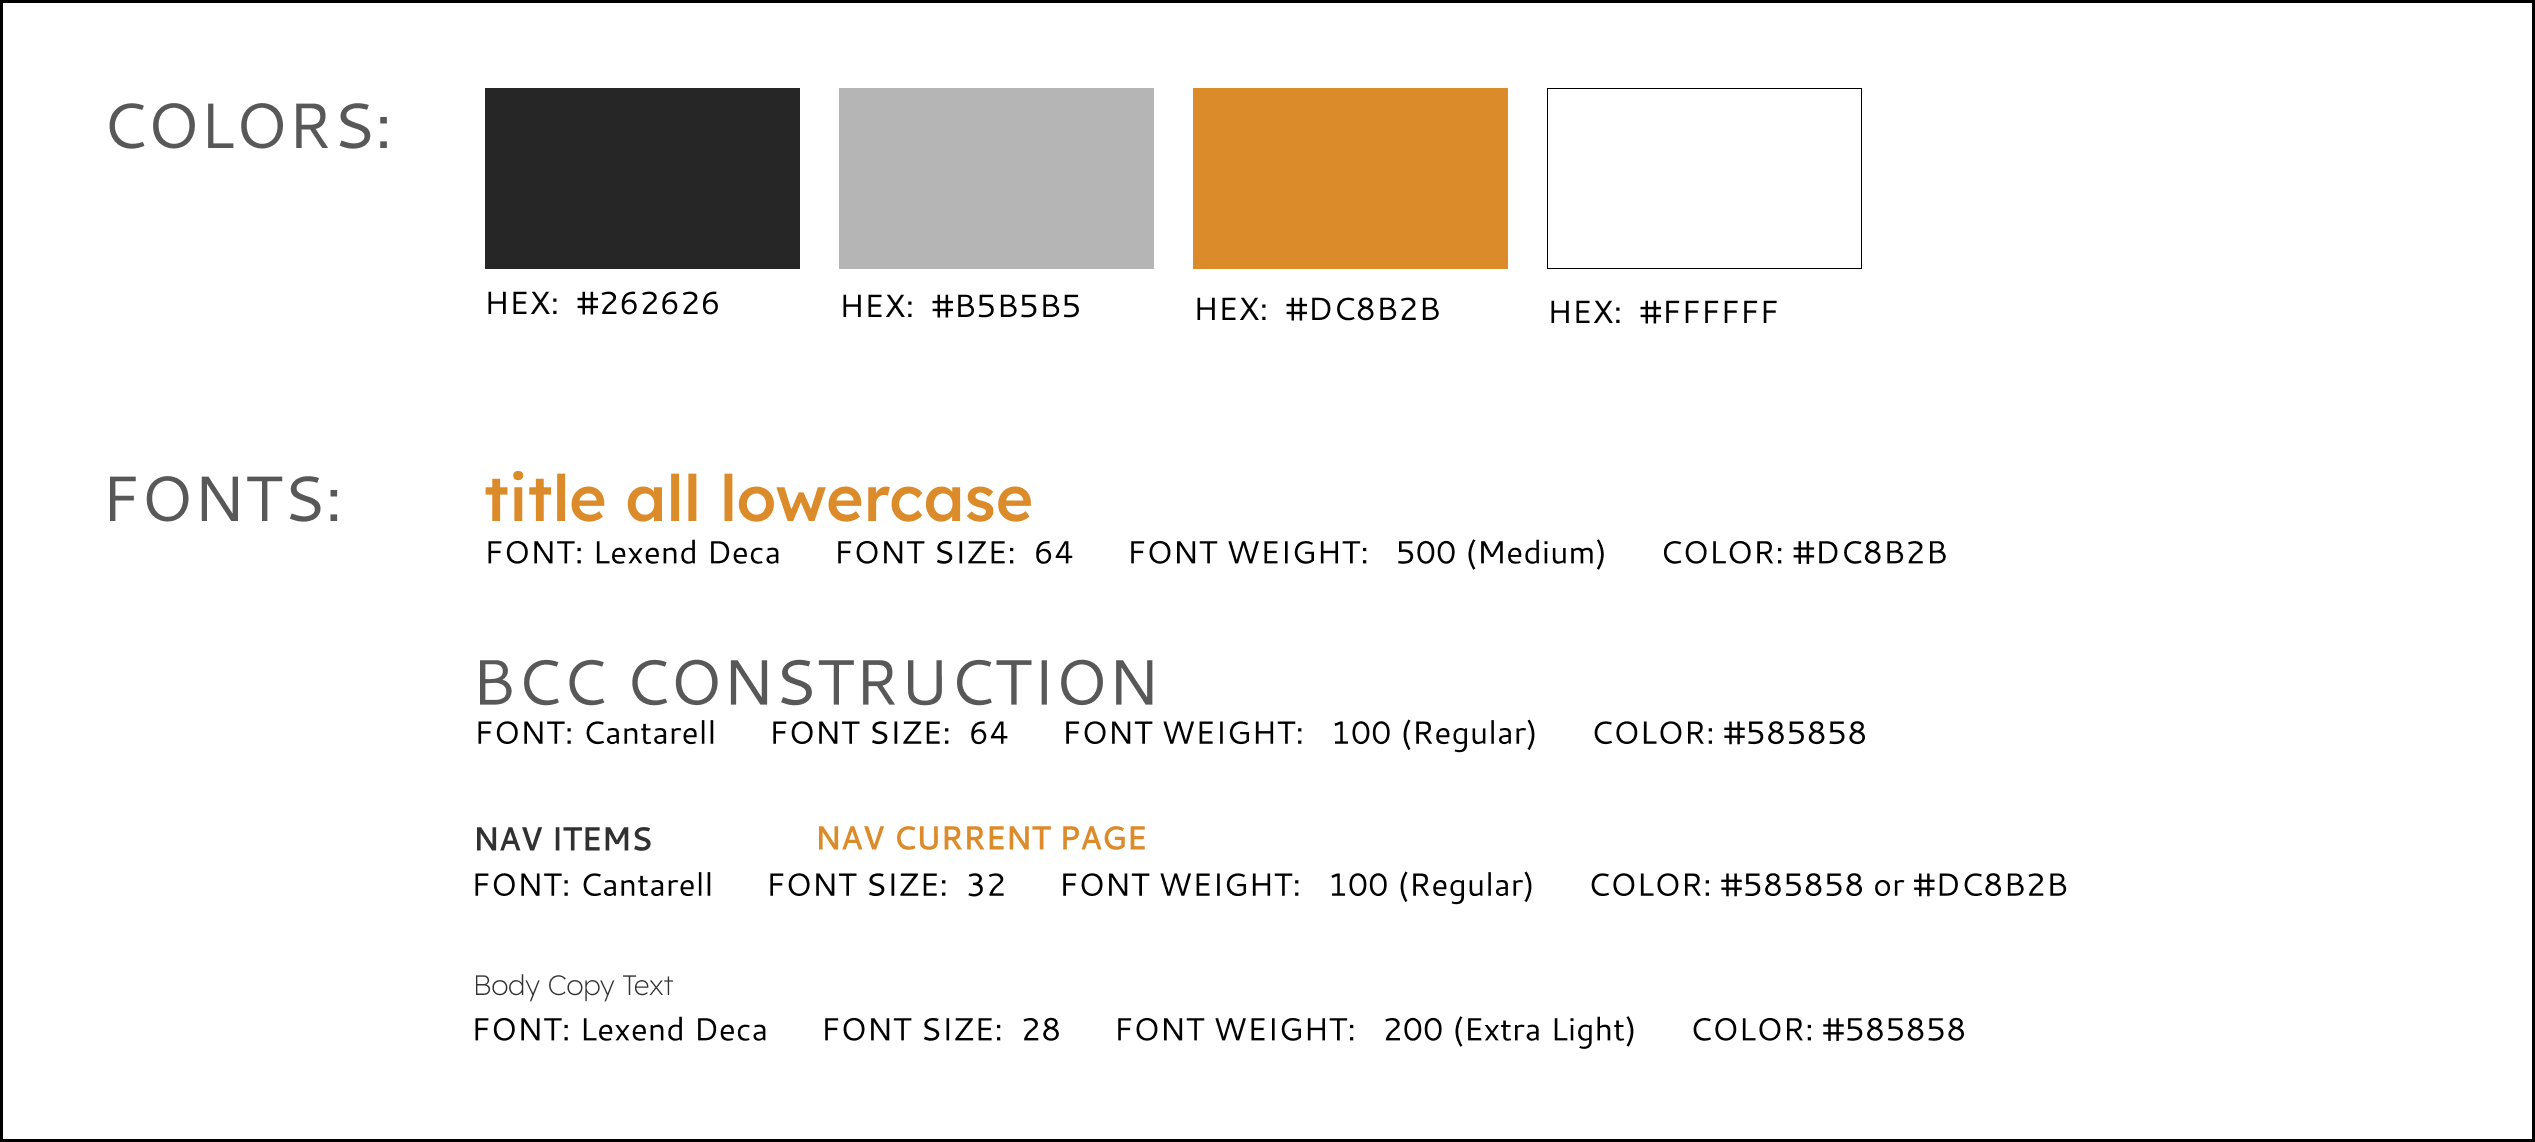 COLORS:
HEX: #262626
HEX: #B5B5B5
HEX: #DC8B2B
HEX: #FFFFFF
FONTS:
title all lowercase
FONT: Lexend Deca FONT SIZE: 64 FONT WEIGHT: 500 (Medium) COLOR: #DC8B2B
BCC CONSTRUCTION
FONT: Cantarell FONT SIZE: 64 FONT WEIGHT: 100 (Regular) COLOR: #585858
NAV ITEMS NAV CURRENT PAGE
FONT: Cantarell FONT SIZE: 32 FONT WEIGHT: 100 (Regular) COLOR: #585858 or #DC8B2B
Body Copy Text
FONT: Lexend Deca FONT SIZE: 28 FONT WEIGHT: 200 (Extra Light) COLOR: #585858